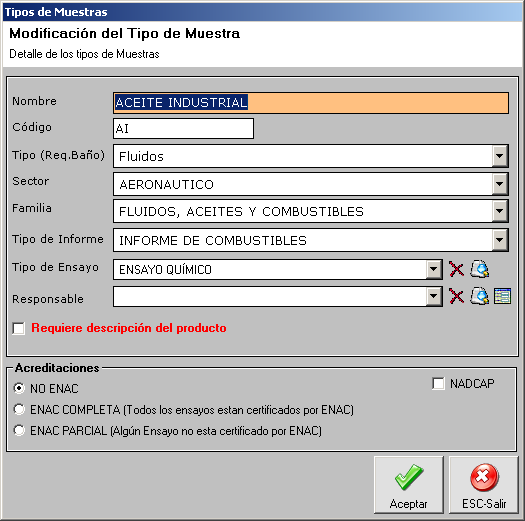 Tipos de Muestras
Modificación del Tipo de Muestra
Detalle de los tipos de Muestras
Nombre ACEITE INDUSTRIAL
Código AI
Tipo (Req.Baño) Fluidos
Sector AERONAUTICO
Familia FLUIDOS, ACEITES Y COMBUSTIBLES
Tipo de Informe INFORME DE COMBUSTIBLES
Tipo de Ensayo ENSAYO QUÍMICO
Responsable
Requiere descripción del producto
Acreditaciones
NO ENAC NADCAP
ENAC COMPLETA (Todos los ensayos estan certificados por ENAC)
ENAC PARCIAL (Algún Ensayo no esta certificado por ENAC)
Aceptar ESC-Salir